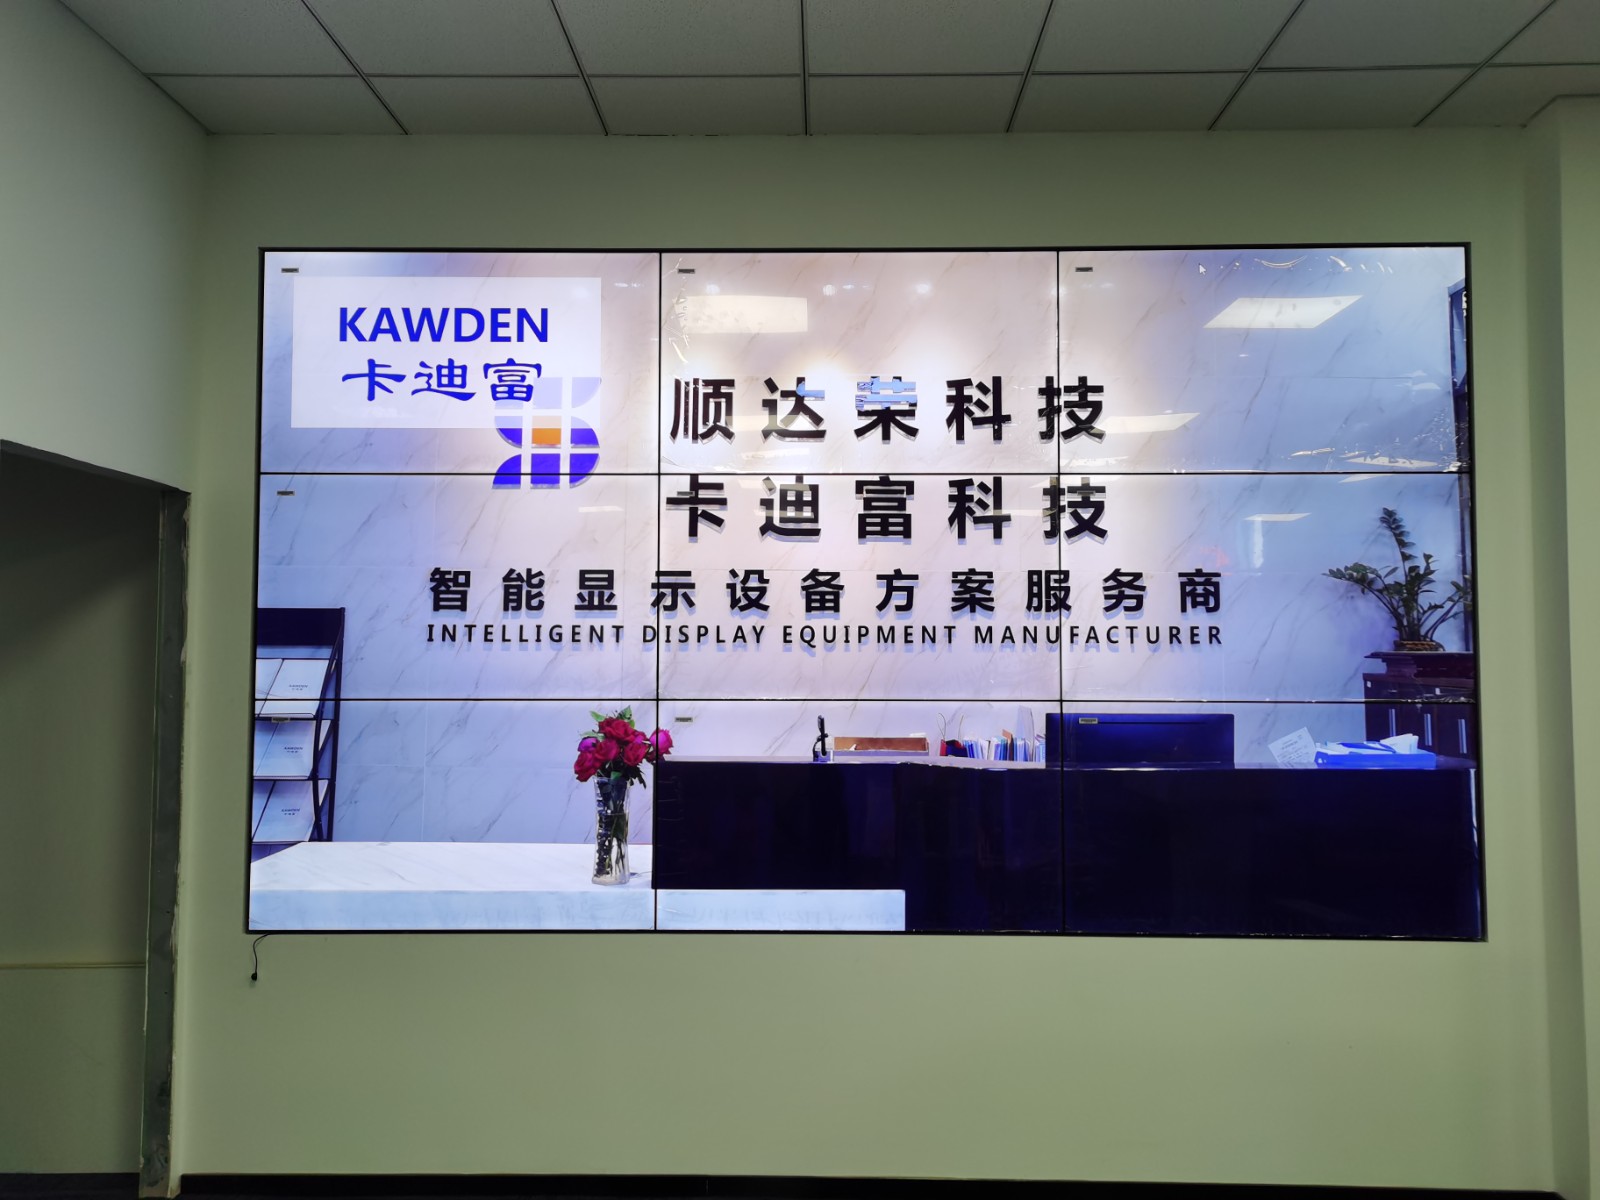 KAWDEN
卡迪富
顺达荣科技
卡迪富科技
智能显示设备方案服务商
INTELLIGENT DISPLAY EQUIPMENT MANUFACTURER